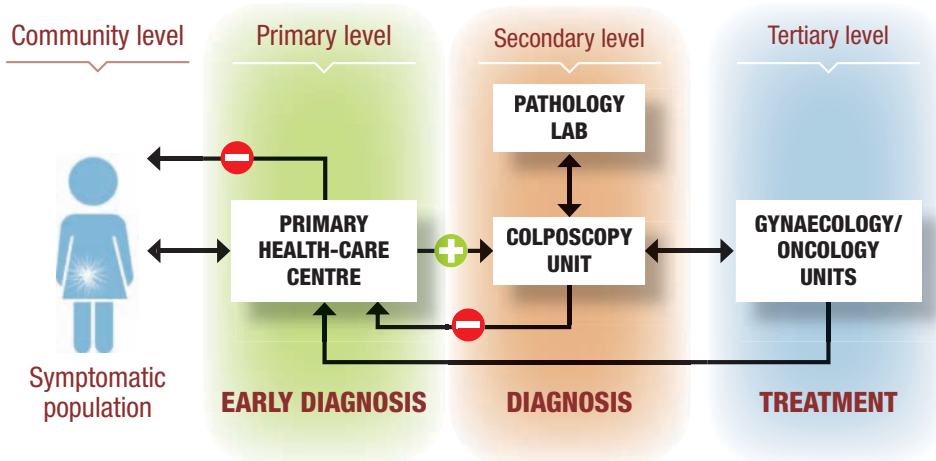 Community level
Primary level
Secondary level
Tertiary level
PATHOLOGY
LAB
PRIMARY
HEALTH-CARE
CENTRE
COLPOSCOPY
UNIT
GYNAECOLOGY/
ONCOLOGY
UNITS
Symptomatic
population
EARLY DIAGNOSIS
DIAGNOSIS
TREATMENT